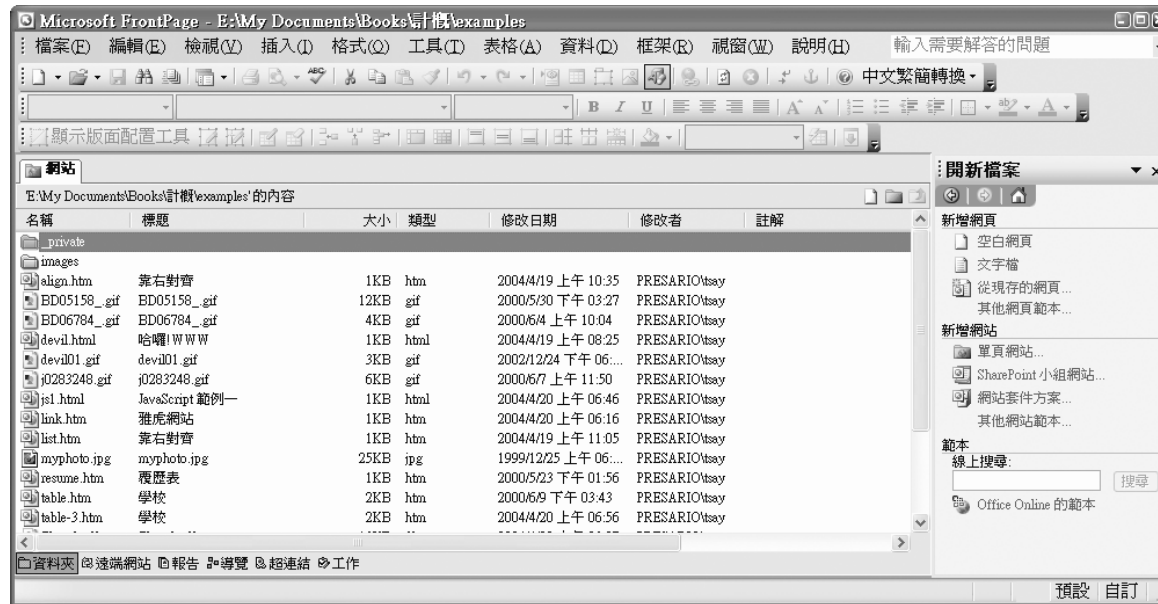 Microsoft FrontPage - E:\My Documents\Books\計概\examples
檔案(F) 編輯(E) 檢視(V) 插入(I) 格式(O) 工具(T) 表格(A) 資料(D) 框架(R) 視窗(W) 說明(H) 輸入需要解答的問題
中文繁簡轉換
B I U
顯示版面配置工具
網站
'E:\My Documents\Books\計概\examples' 的內容
名稱 標題 大小 類型 修改日期 修改者 註解
_private
images
align.htm 靠右對齊 1KB htm 2004/4/19 上午 10:35 PRESARIO\tsay
BD05158_.gif BD05158_.gif 12KB gif 2000/5/30 下午 03:27 PRESARIO\tsay
BD06784_.gif BD06784_.gif 4KB gif 2000/6/4 上午 10:04 PRESARIO\tsay
devil.html 哈囉!WWW 1KB html 2004/4/19 上午 08:25 PRESARIO\tsay
devil01.gif devil01.gif 3KB gif 2002/12/24 下午 06:... PRESARIO\tsay
j0283248.gif j0283248.gif 6KB gif 2000/6/7 上午 11:50 PRESARIO\tsay
js1.html JavaScript 範例一 1KB html 2004/4/20 上午 06:46 PRESARIO\tsay
link.htm 雅虎網站 1KB htm 2004/4/20 上午 06:16 PRESARIO\tsay
list.htm 靠右對齊 1KB htm 2004/4/19 上午 11:05 PRESARIO\tsay
myphoto.jpg myphoto.jpg 25KB jpg 1999/12/25 上午 06:... PRESARIO\tsay
resume.htm 履歷表 1KB htm 2000/5/23 下午 01:56 PRESARIO\tsay
table.htm 學校 2KB htm 2000/6/9 下午 03:43 PRESARIO\tsay
table-3.htm 學校 2KB htm 2004/4/20 上午 06:56 PRESARIO\tsay
資料夾 遠端網站 報告 導覽 超連結 工作
開新檔案
新增網頁
空白網頁
文字檔
從現存的網頁...
其他網頁範本...
新增網站
單頁網站...
SharePoint 小組網站...
網站套件方案...
其他網站範本...
範本
線上搜尋:
搜尋
Office Online 的範本
預設 自訂